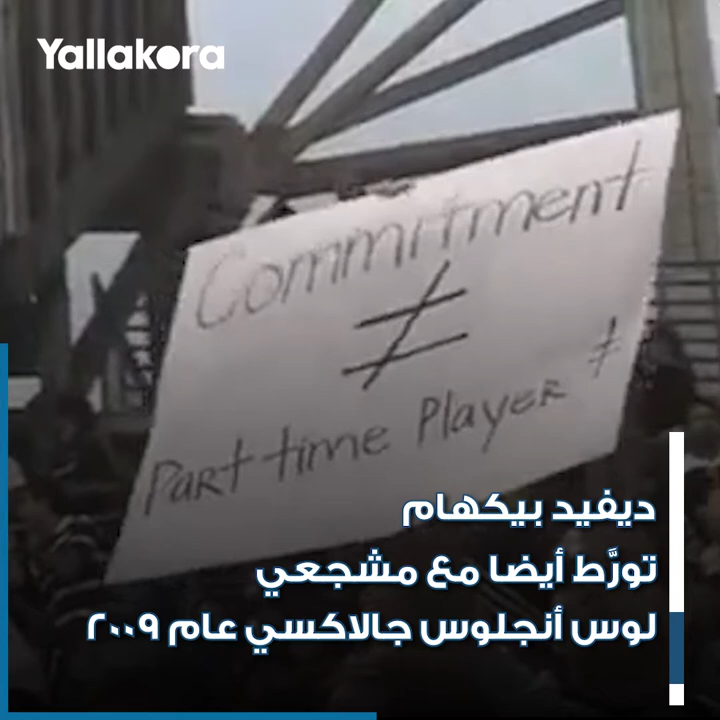 Yallakora
Commitment
≠
Part time Player ≠
ديفيد بيكهام
تورَّط أيضا مع مشجعي
لوس أنجلوس جالاكسي عام ٢٠٠٩